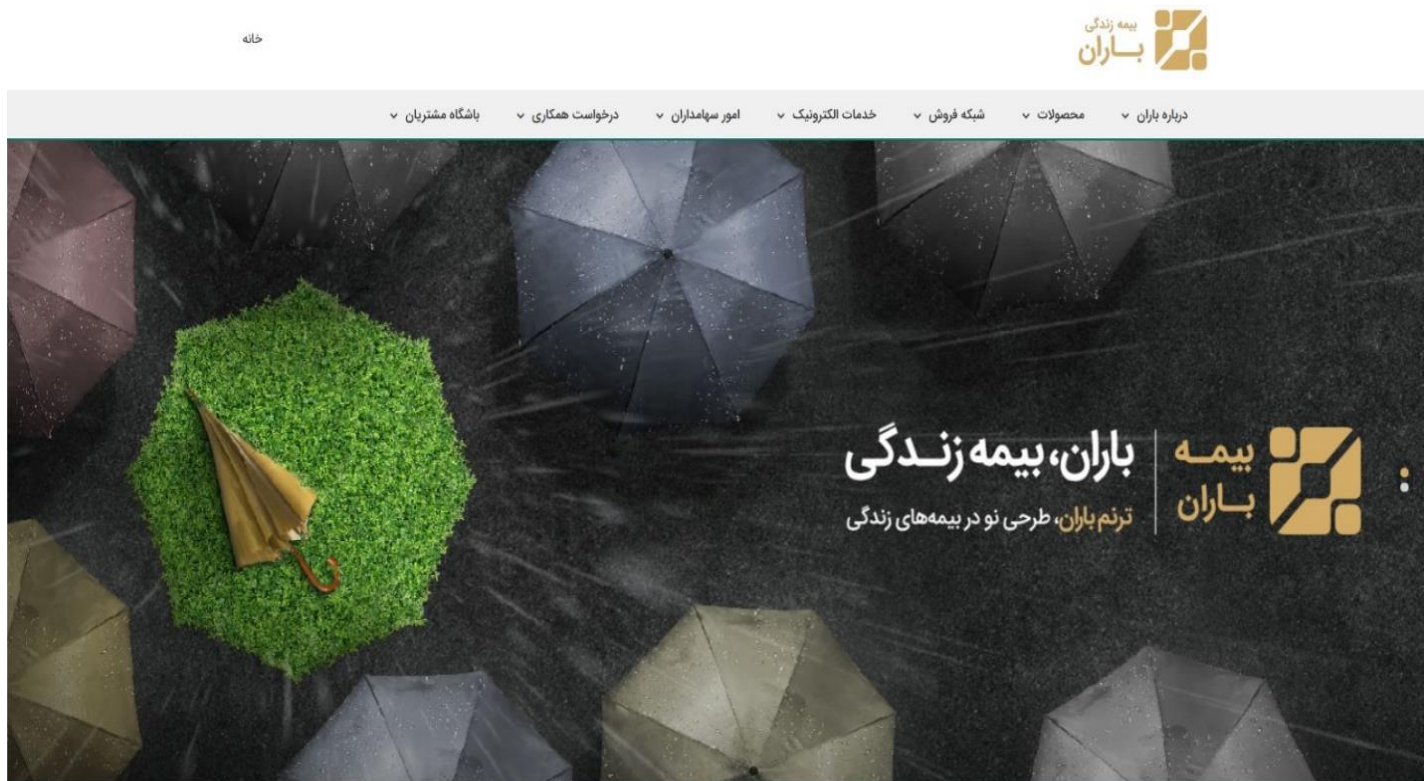 بیمه زندگی
باران
خانه
درباره باران
محصولات
شبکه فروش
خدمات الکترونیک
امور سهامداران
درخواست همکاری
باشگاه مشتریان
بیمه
باران
باران، بیمه زندگی
ترنم باران، طرحی نو در بیمه‌های زندگی